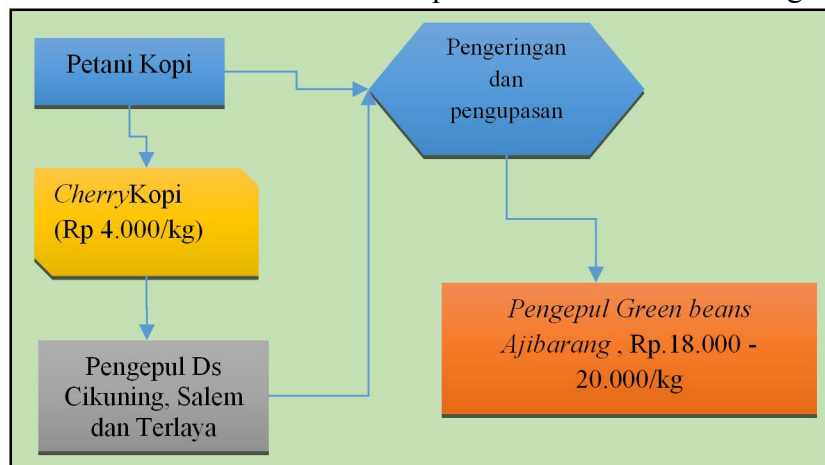 Petani Kopi
Pengeringan
dan
pengupasan
CherryKopi
(Rp 4.000/kg)
Pengepul Ds
Cikuning, Salem
dan Terlaya
Pengepul Green beans
Ajibarang , Rp.18.000 -
20.000/kg